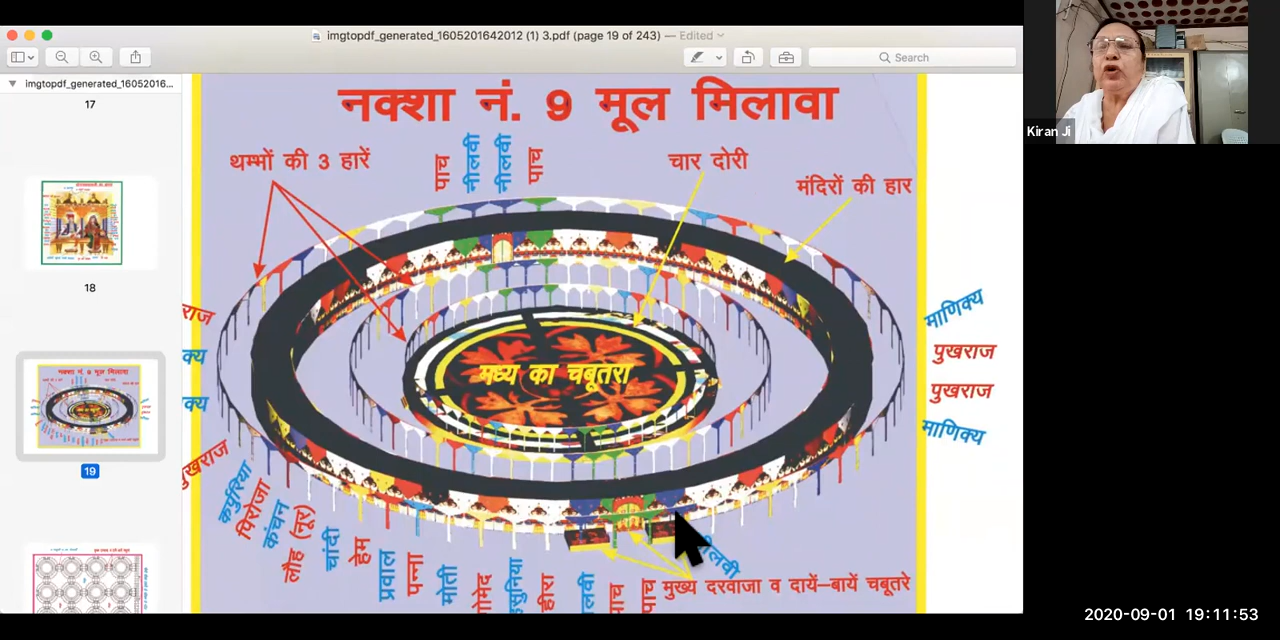 imgtopdf_generated_1605201642012 (1) 3.pdf (page 19 of 243) — Edited
Search
imgtopdf_generated_16052016...
17
18
19
नक्शा नं. 9 मूल मिलावा
थम्भों की 3 हारें
पाच
नीलवी
नीलवी
पाच
चार दोरी
मंदिरों की हार
माणिक्य
पुखराज
पुखराज
माणिक्य
मध्य का चबूतरा
राज
क्य
क्य
पुखराज
कर्पुरिया
पिरोजा
कंचन
लौह (नूर)
चांदी
हेम
प्रवाल
पन्ना
मोती
गोमेद
हीरा
पाच
मुख्य दरवाजा व दायें–बायें चबूतरे
Kiran Ji
2020-09-01 19:11:53